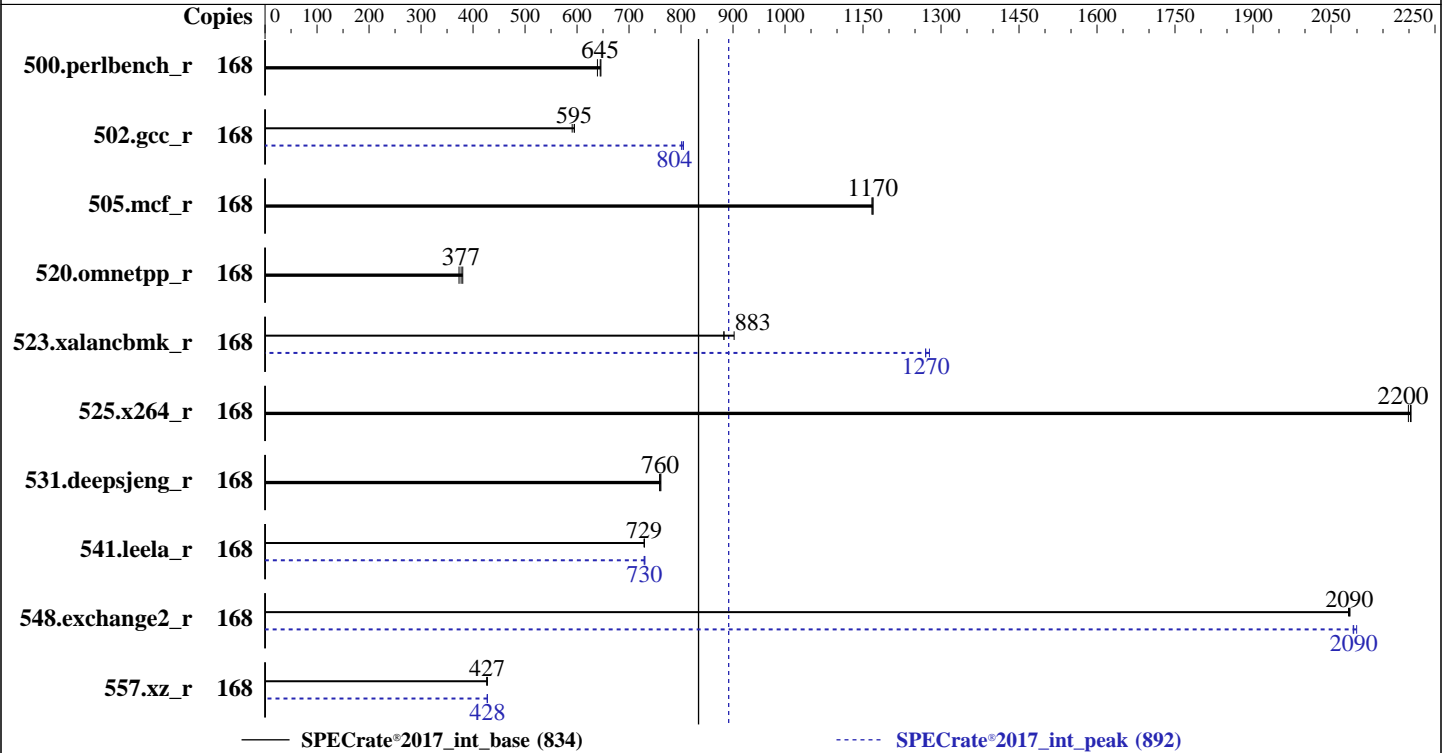 Copies 0 100 200 300 400 500 600 700 800 900 1000 1150 1300 1450 1600 1750 1900 2050 2250
500.perlbench_r 168 645
502.gcc_r 168 595
804
505.mcf_r 168 1170
520.omnetpp_r 168 377
523.xalancbmk_r 168 883
1270
525.x264_r 168 2200
531.deepsjeng_r 168 760
541.leela_r 168 729
730
548.exchange2_r 168 2090
2090
557.xz_r 168 427
428
SPECrate®2017_int_base (834) SPECrate®2017_int_peak (892)